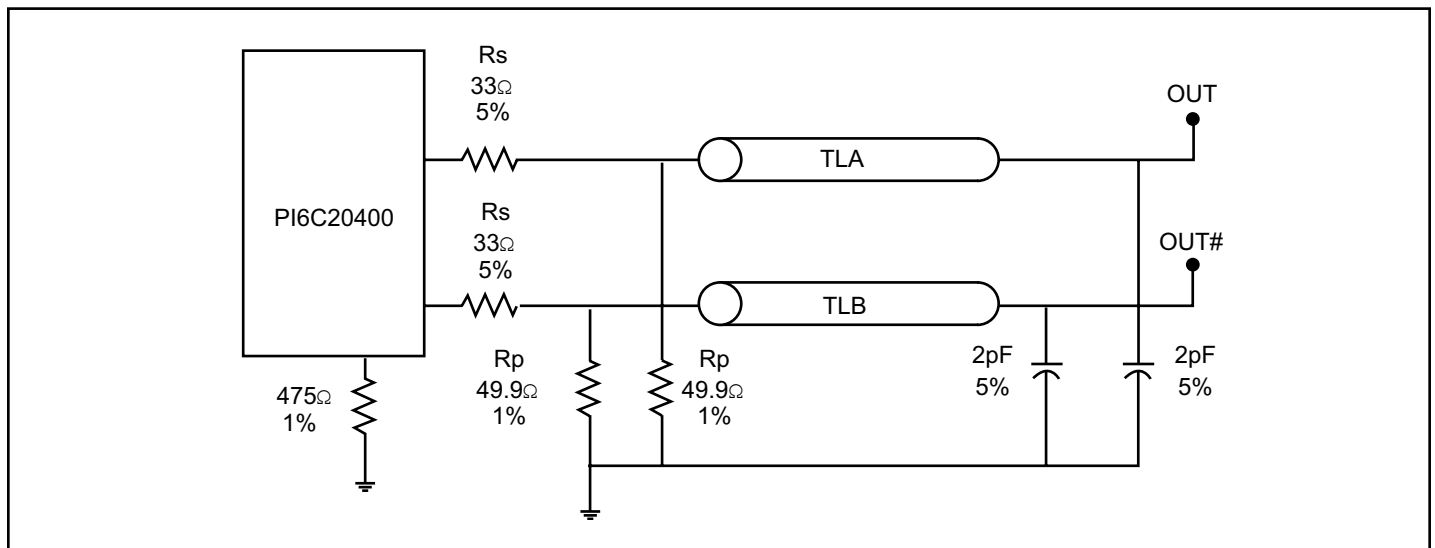 Rs
33Ω
5%
OUT
TLA
PI6C20400
Rs
33Ω
5%
OUT#
TLB
475Ω
1%
Rp
49.9Ω
1%
Rp
49.9Ω
1%
2pF
5%
2pF
5%